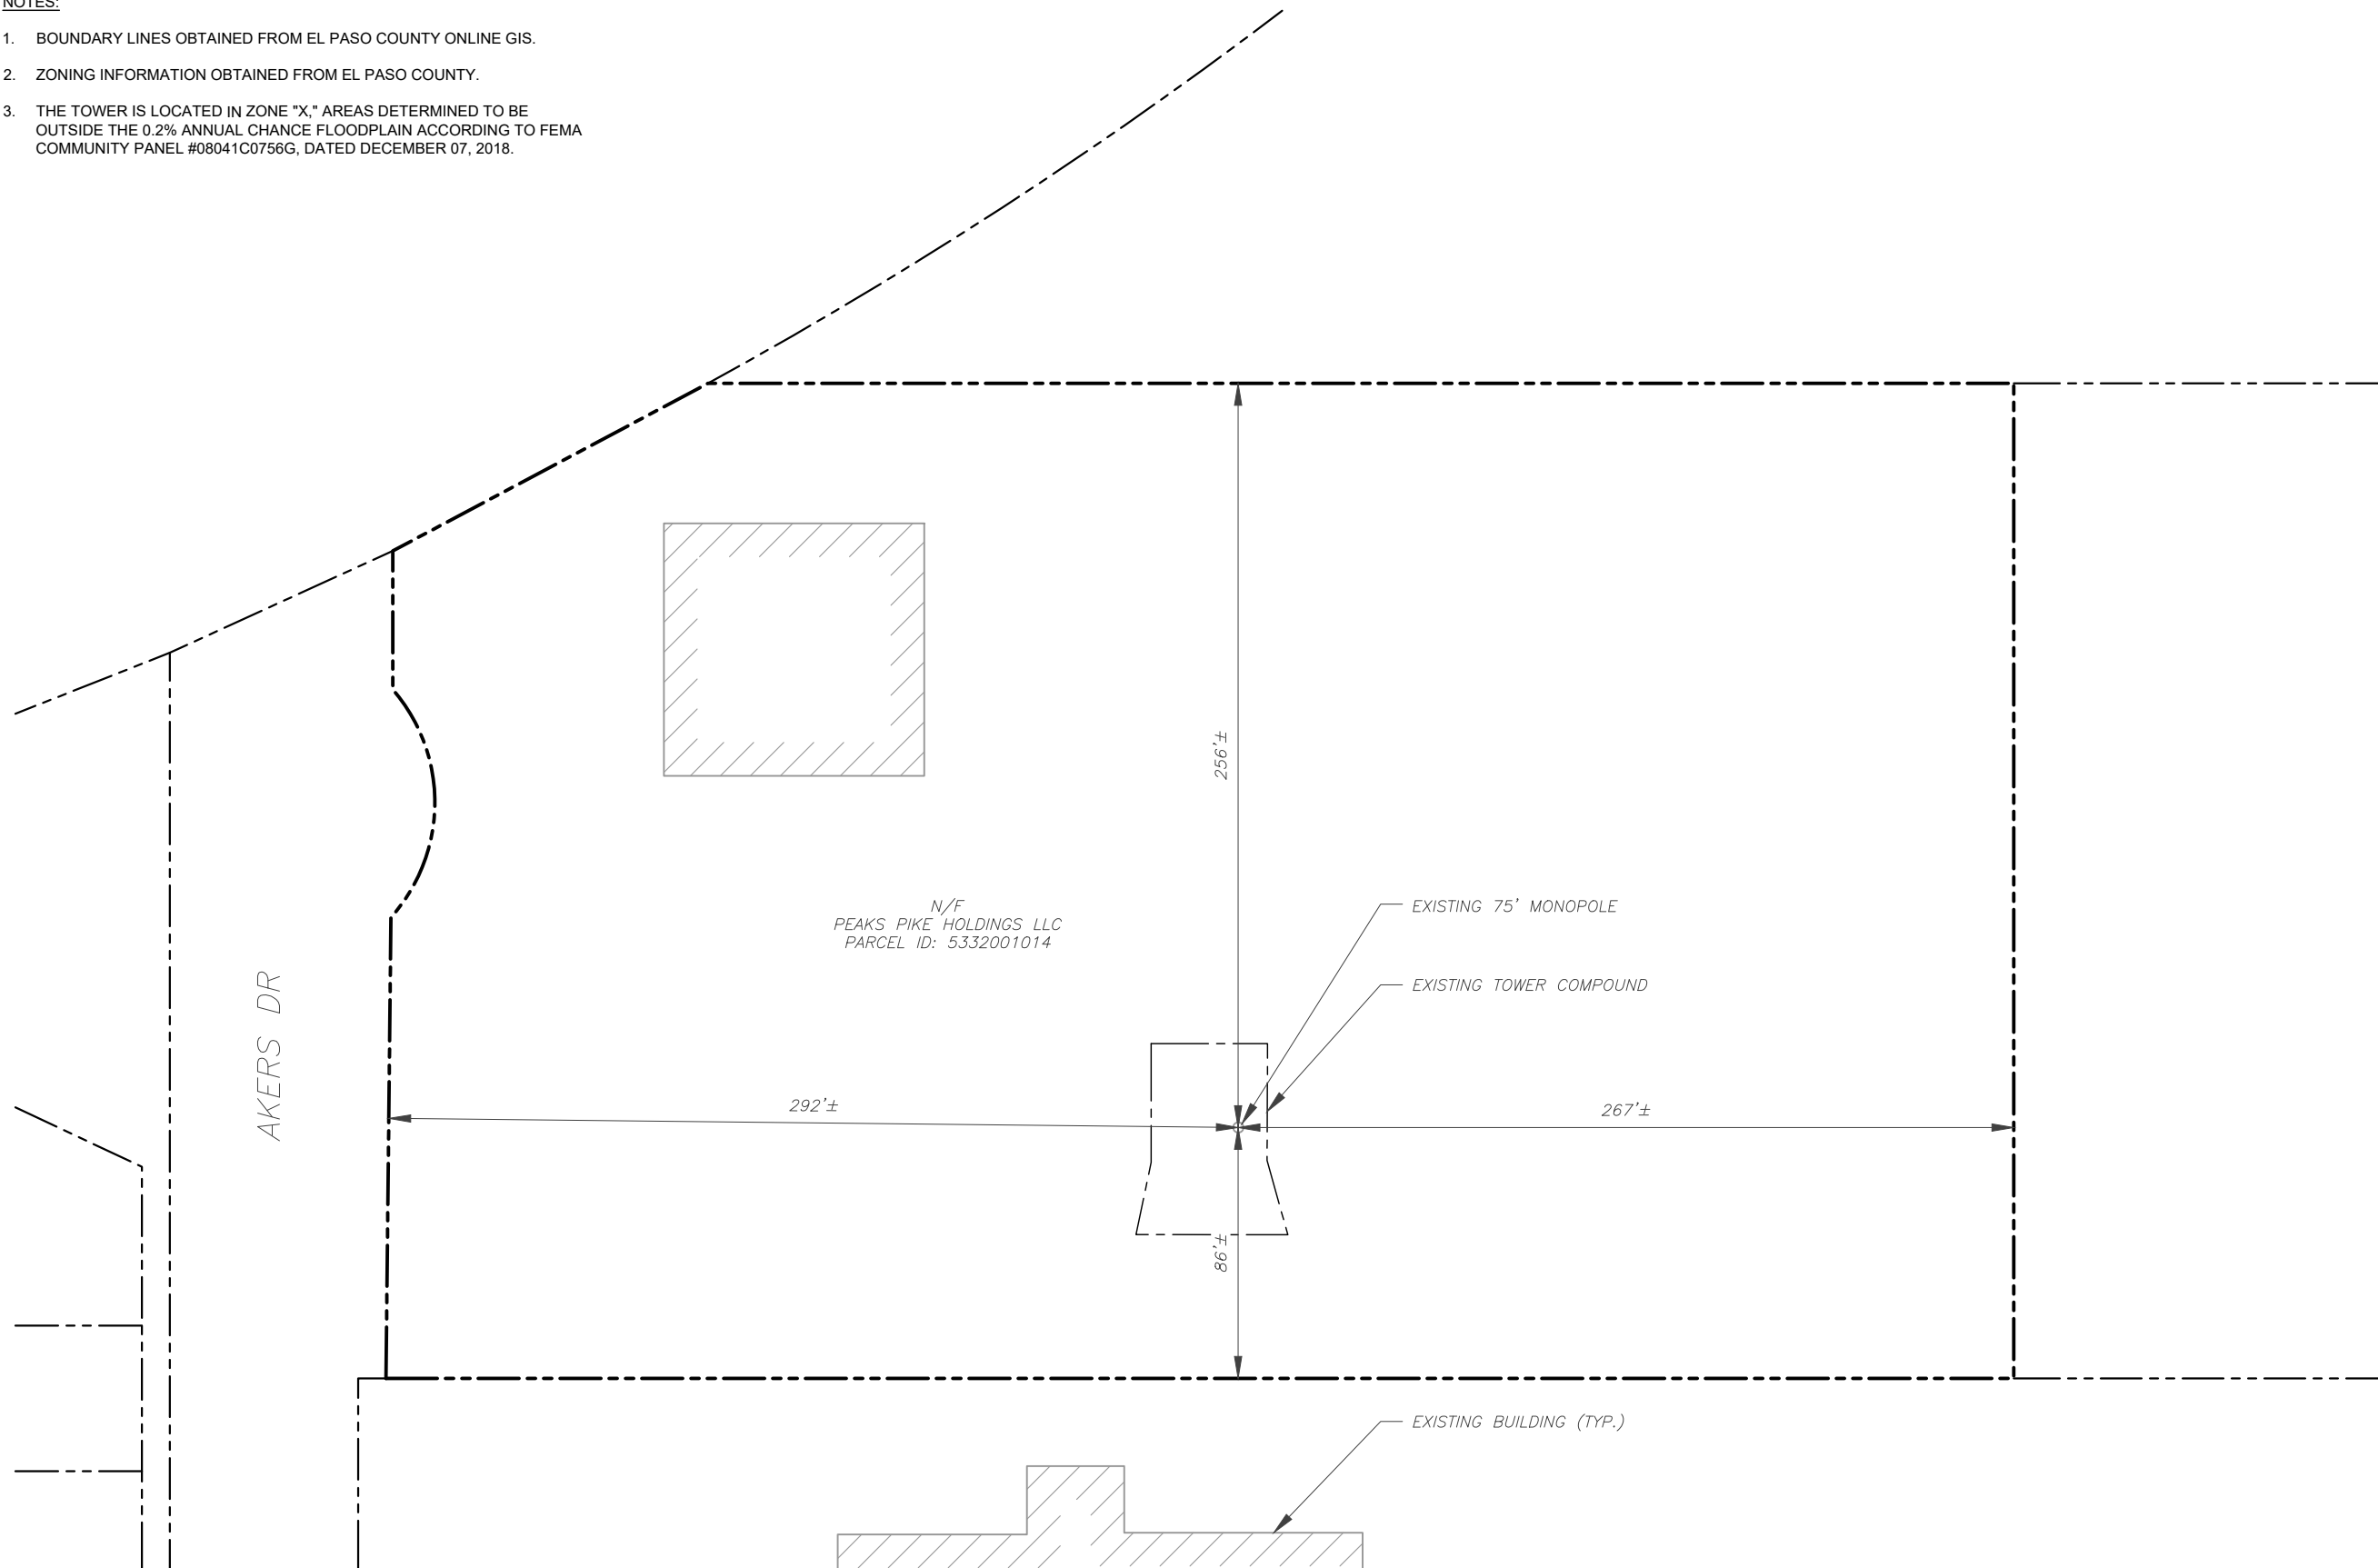 NOTES:
1. BOUNDARY LINES OBTAINED FROM EL PASO COUNTY ONLINE GIS.
2. ZONING INFORMATION OBTAINED FROM EL PASO COUNTY.
3. THE TOWER IS LOCATED IN ZONE "X," AREAS DETERMINED TO BE
OUTSIDE THE 0.2% ANNUAL CHANCE FLOODPLAIN ACCORDING TO FEMA
COMMUNITY PANEL #08041C0756G, DATED DECEMBER 07, 2018.
256'±
N/F
PEAKS PIKE HOLDINGS LLC
PARCEL ID: 5332001014
EXISTING 75' MONOPOLE
EXISTING TOWER COMPOUND
AKERS DR
292'±
267'±
86'±
EXISTING BUILDING (TYP.)